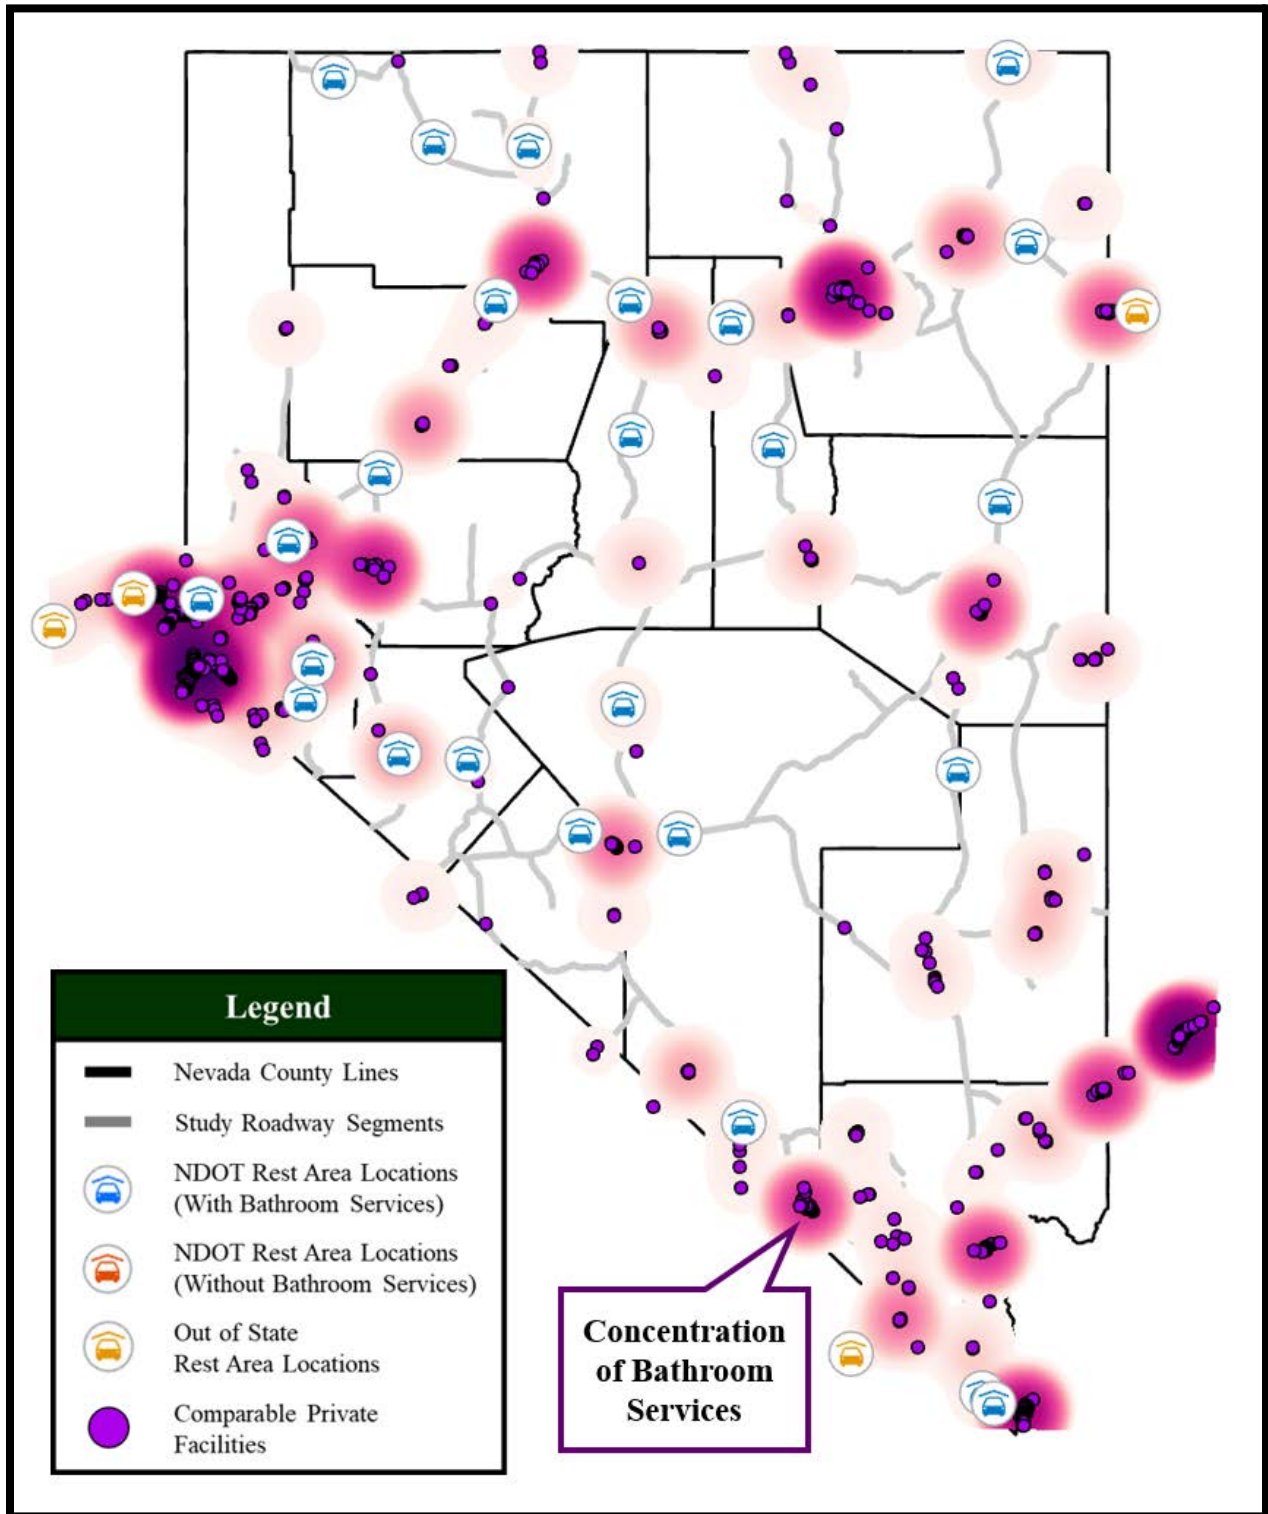 Legend
Nevada County Lines
Study Roadway Segments
NDOT Rest Area Locations
(With Bathroom Services)
NDOT Rest Area Locations
(Without Bathroom Services)
Out of State
Rest Area Locations
Comparable Private
Facilities
Concentration
of Bathroom
Services